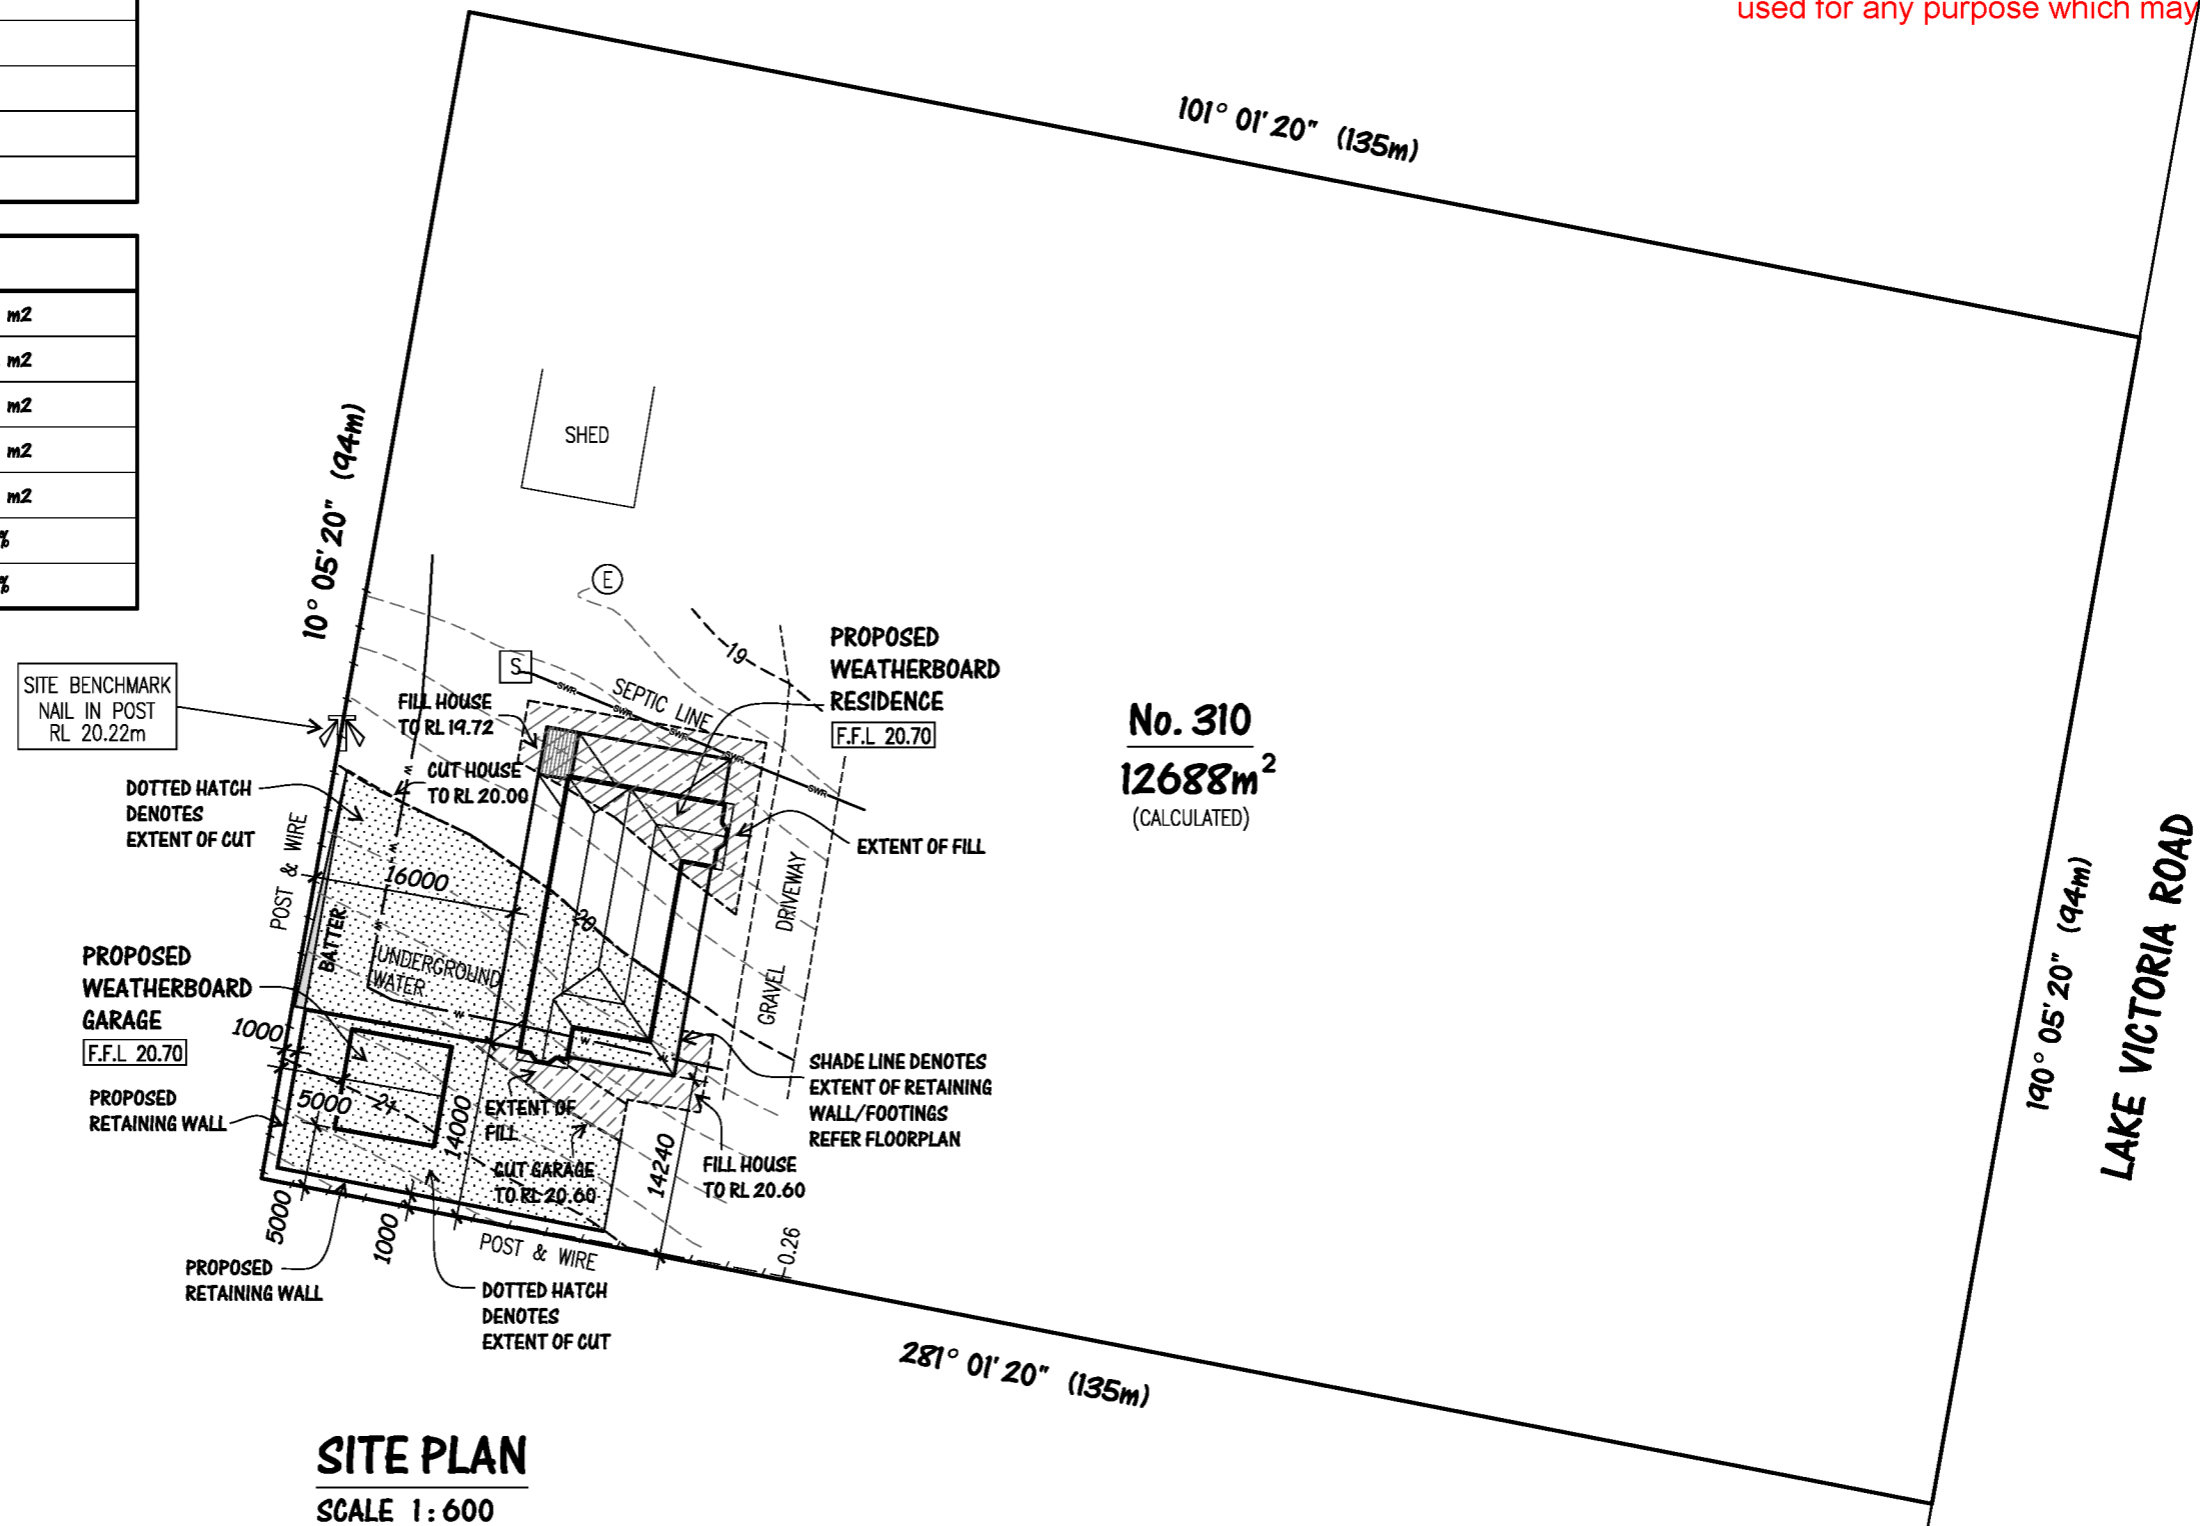 used for any purpose which may
101° 01' 20" (135m)
m2
m2
m2
m2
m2
%
%
10° 05' 20" (94m)
SHED
E
S
19
SEPTIC LINE
SWR
SWR
SWR
SWR
SWR
PROPOSED
WEATHERBOARD
RESIDENCE
F.F.L 20.70
SITE BENCHMARK
NAIL IN POST
RL 20.22m
FILL HOUSE
TO RL 19.72
CUT HOUSE
TO RL 20.00
No. 310
12688m²
(CALCULATED)
DOTTED HATCH
DENOTES
EXTENT OF CUT
POST & WIRE
BATTER
16000
W
W
W
20
EXTENT OF FILL
GRAVEL DRIVEWAY
UNDERGROUND
WATER
W
W
W
PROPOSED
WEATHERBOARD
GARAGE
F.F.L 20.70
1000
PROPOSED
RETAINING WALL
5000
21
14000
EXTENT OF
FILL
CUT GARAGE
TO RL 20.60
14240
SHADE LINE DENOTES
EXTENT OF RETAINING
WALL/FOOTINGS
REFER FLOORPLAN
FILL HOUSE
TO RL 20.60
190° 05' 20" (94m)
LAKE VICTORIA ROAD
5000
1000
POST & WIRE
0.26
PROPOSED
RETAINING WALL
DOTTED HATCH
DENOTES
EXTENT OF CUT
281° 01' 20" (135m)
SITE PLAN
SCALE 1:600